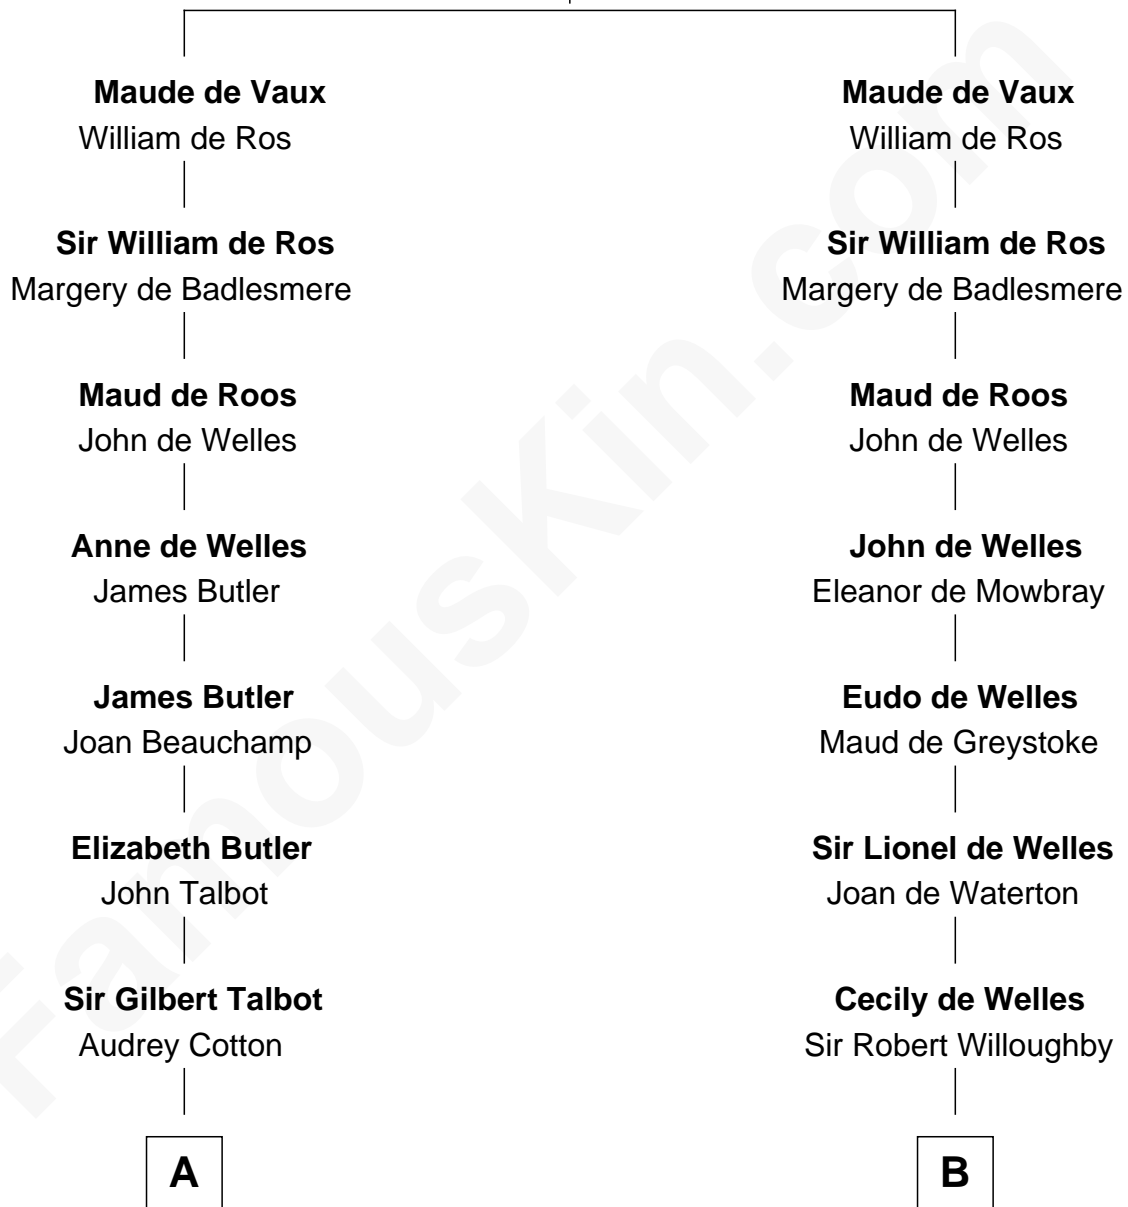 Maude de Vaux
William de Ros
Sir William de Ros
Margery de Badlesmere
Maud de Roos
John de Welles
Anne de Welles
James Butler
James Butler
Joan Beauchamp
Elizabeth Butler
John Talbot
Sir Gilbert Talbot
Audrey Cotton
A
Maude de Vaux
William de Ros
Sir William de Ros
Margery de Badlesmere
Maud de Roos
John de Welles
John de Welles
Eleanor de Mowbray
Eudo de Welles
Maud de Greystoke
Sir Lionel de Welles
Joan de Waterton
Cecily de Welles
Sir Robert Willoughby
B
FamousKin.com